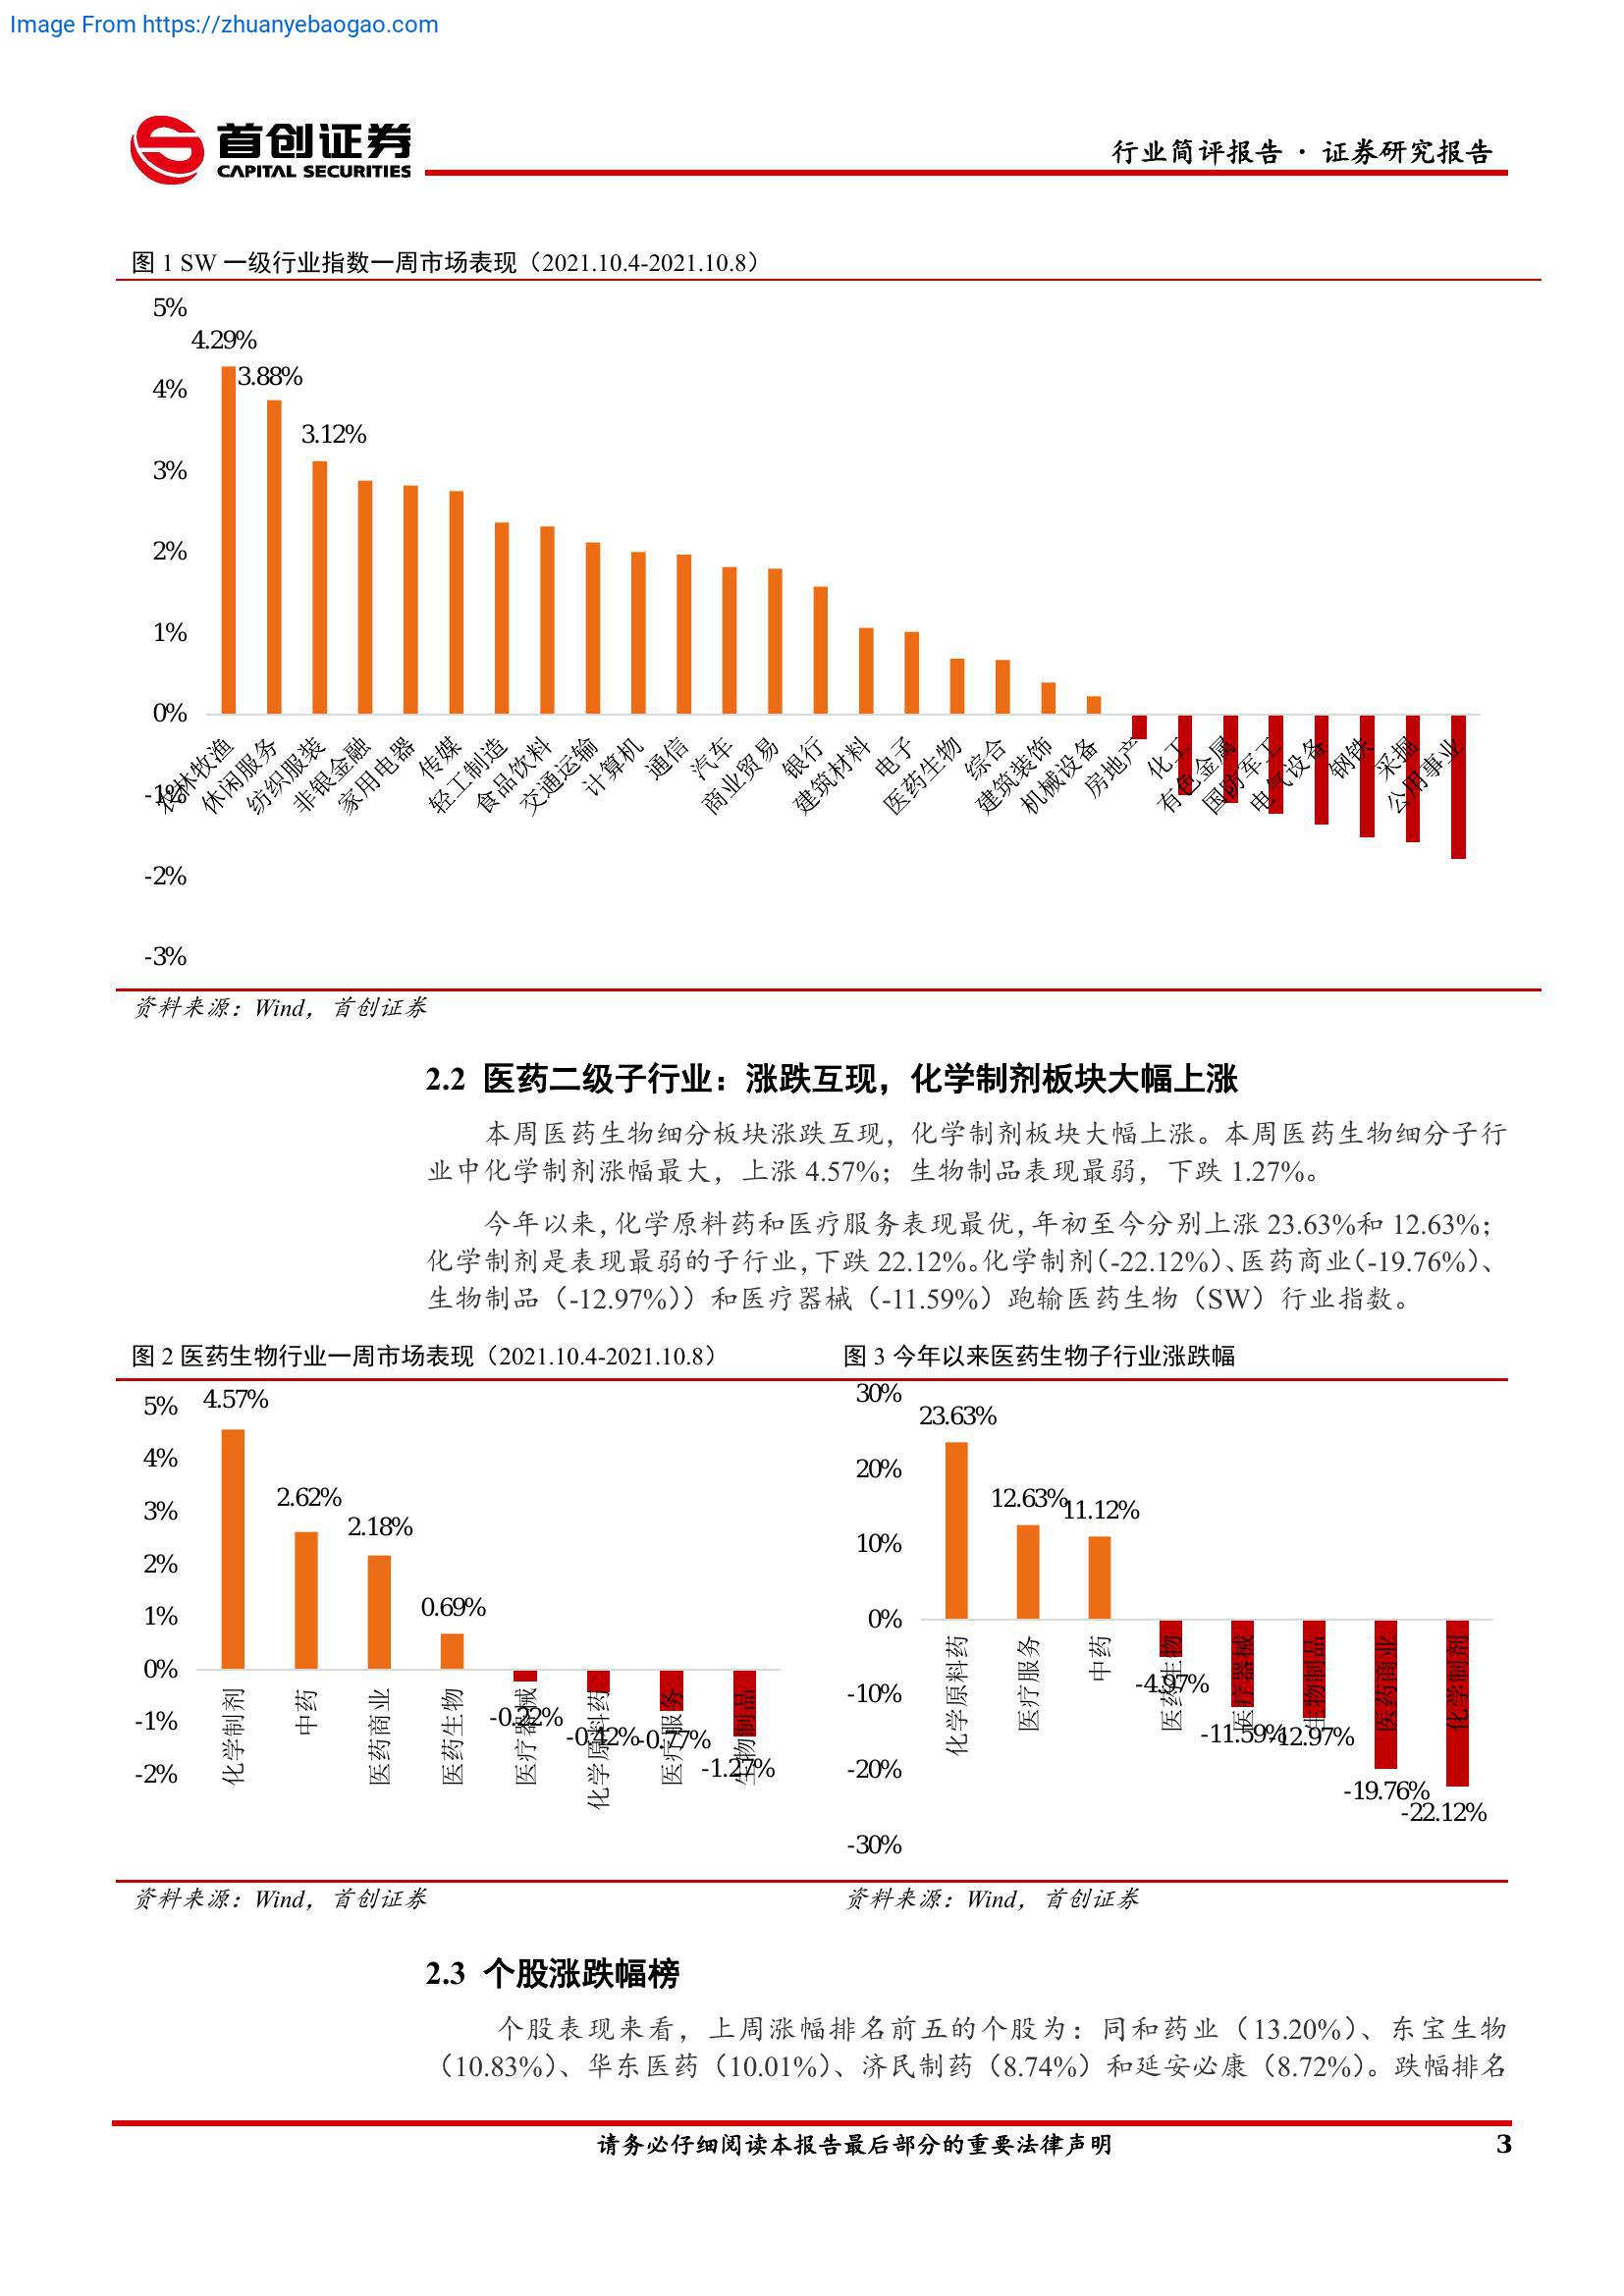 Image From https://zhuanyebaogao.com
首创证券
CAPITAL SECURITIES
行业简评报告 · 证券研究报告
图 1 SW 一级行业指数一周市场表现（2021.10.4-2021.10.8）
5%
4%
3%
2%
1%
0%
-1%
-2%
-3%
4.29%
3.88%
3.12%
农林牧渔
休闲服务
纺织服装
非银金融
家用电器
传媒
轻工制造
食品饮料
交通运输
计算机
通信
汽车
商业贸易
银行
建筑材料
电子
医药生物
综合
建筑装饰
机械设备
房地产
化工
有色金属
国防军工
电气设备
钢铁
采掘
公用事业
资料来源：Wind，首创证券
2.2 医药二级子行业：涨跌互现，化学制剂板块大幅上涨
本周医药生物细分板块涨跌互现，化学制剂板块大幅上涨。本周医药生物细分子行
业中化学制剂涨幅最大，上涨 4.57%；生物制品表现最弱，下跌 1.27%。
今年以来，化学原料药和医疗服务表现最优，年初至今分别上涨 23.63%和 12.63%；
化学制剂是表现最弱的子行业，下跌 22.12%。化学制剂（-22.12%）、医药商业（-19.76%）、
生物制品（-12.97%））和医疗器械（-11.59%）跑输医药生物（SW）行业指数。
图 2 医药生物行业一周市场表现（2021.10.4-2021.10.8）
5%
4%
3%
2%
1%
0%
-1%
-2%
4.57%
2.62%
2.18%
0.69%
-0.22%
-0.42%
-0.77%
-1.27%
化学制剂
中药
医药商业
医药生物
医疗器械
化学原料药
医疗服务
生物制品
资料来源：Wind，首创证券
图 3 今年以来医药生物子行业涨跌幅
30%
20%
10%
0%
-10%
-20%
-30%
23.63%
12.63%
11.12%
-4.97%
-11.59%
-12.97%
-19.76%
-22.12%
化学原料药
医疗服务
中药
医药生物
医疗器械
生物制品
医药商业
化学制剂
资料来源：Wind，首创证券
2.3 个股涨跌幅榜
个股表现来看，上周涨幅排名前五的个股为：同和药业（13.20%）、东宝生物
（10.83%）、华东医药（10.01%）、济民制药（8.74%）和延安必康（8.72%）。跌幅排名
请务必仔细阅读本报告最后部分的重要法律声明
3